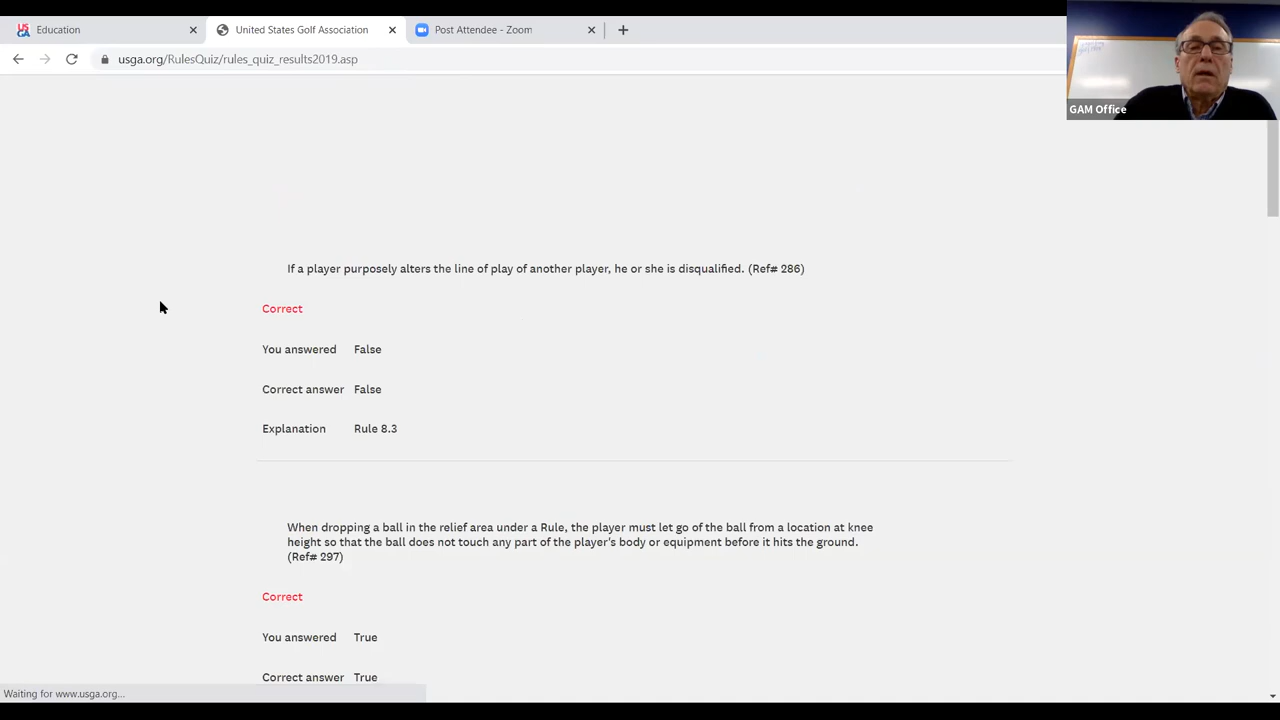 Education
United States Golf Association
Post Attendee - Zoom
usga.org/RulesQuiz/rules_quiz_results2019.asp
GAM Office
If a player purposely alters the line of play of another player, he or she is disqualified. (Ref# 286)
Correct
You answered False
Correct answer False
Explanation Rule 8.3
When dropping a ball in the relief area under a Rule, the player must let go of the ball from a location at knee
height so that the ball does not touch any part of the player's body or equipment before it hits the ground.
(Ref# 297)
Correct
You answered True
Correct answer True
Waiting for www.usga.org...